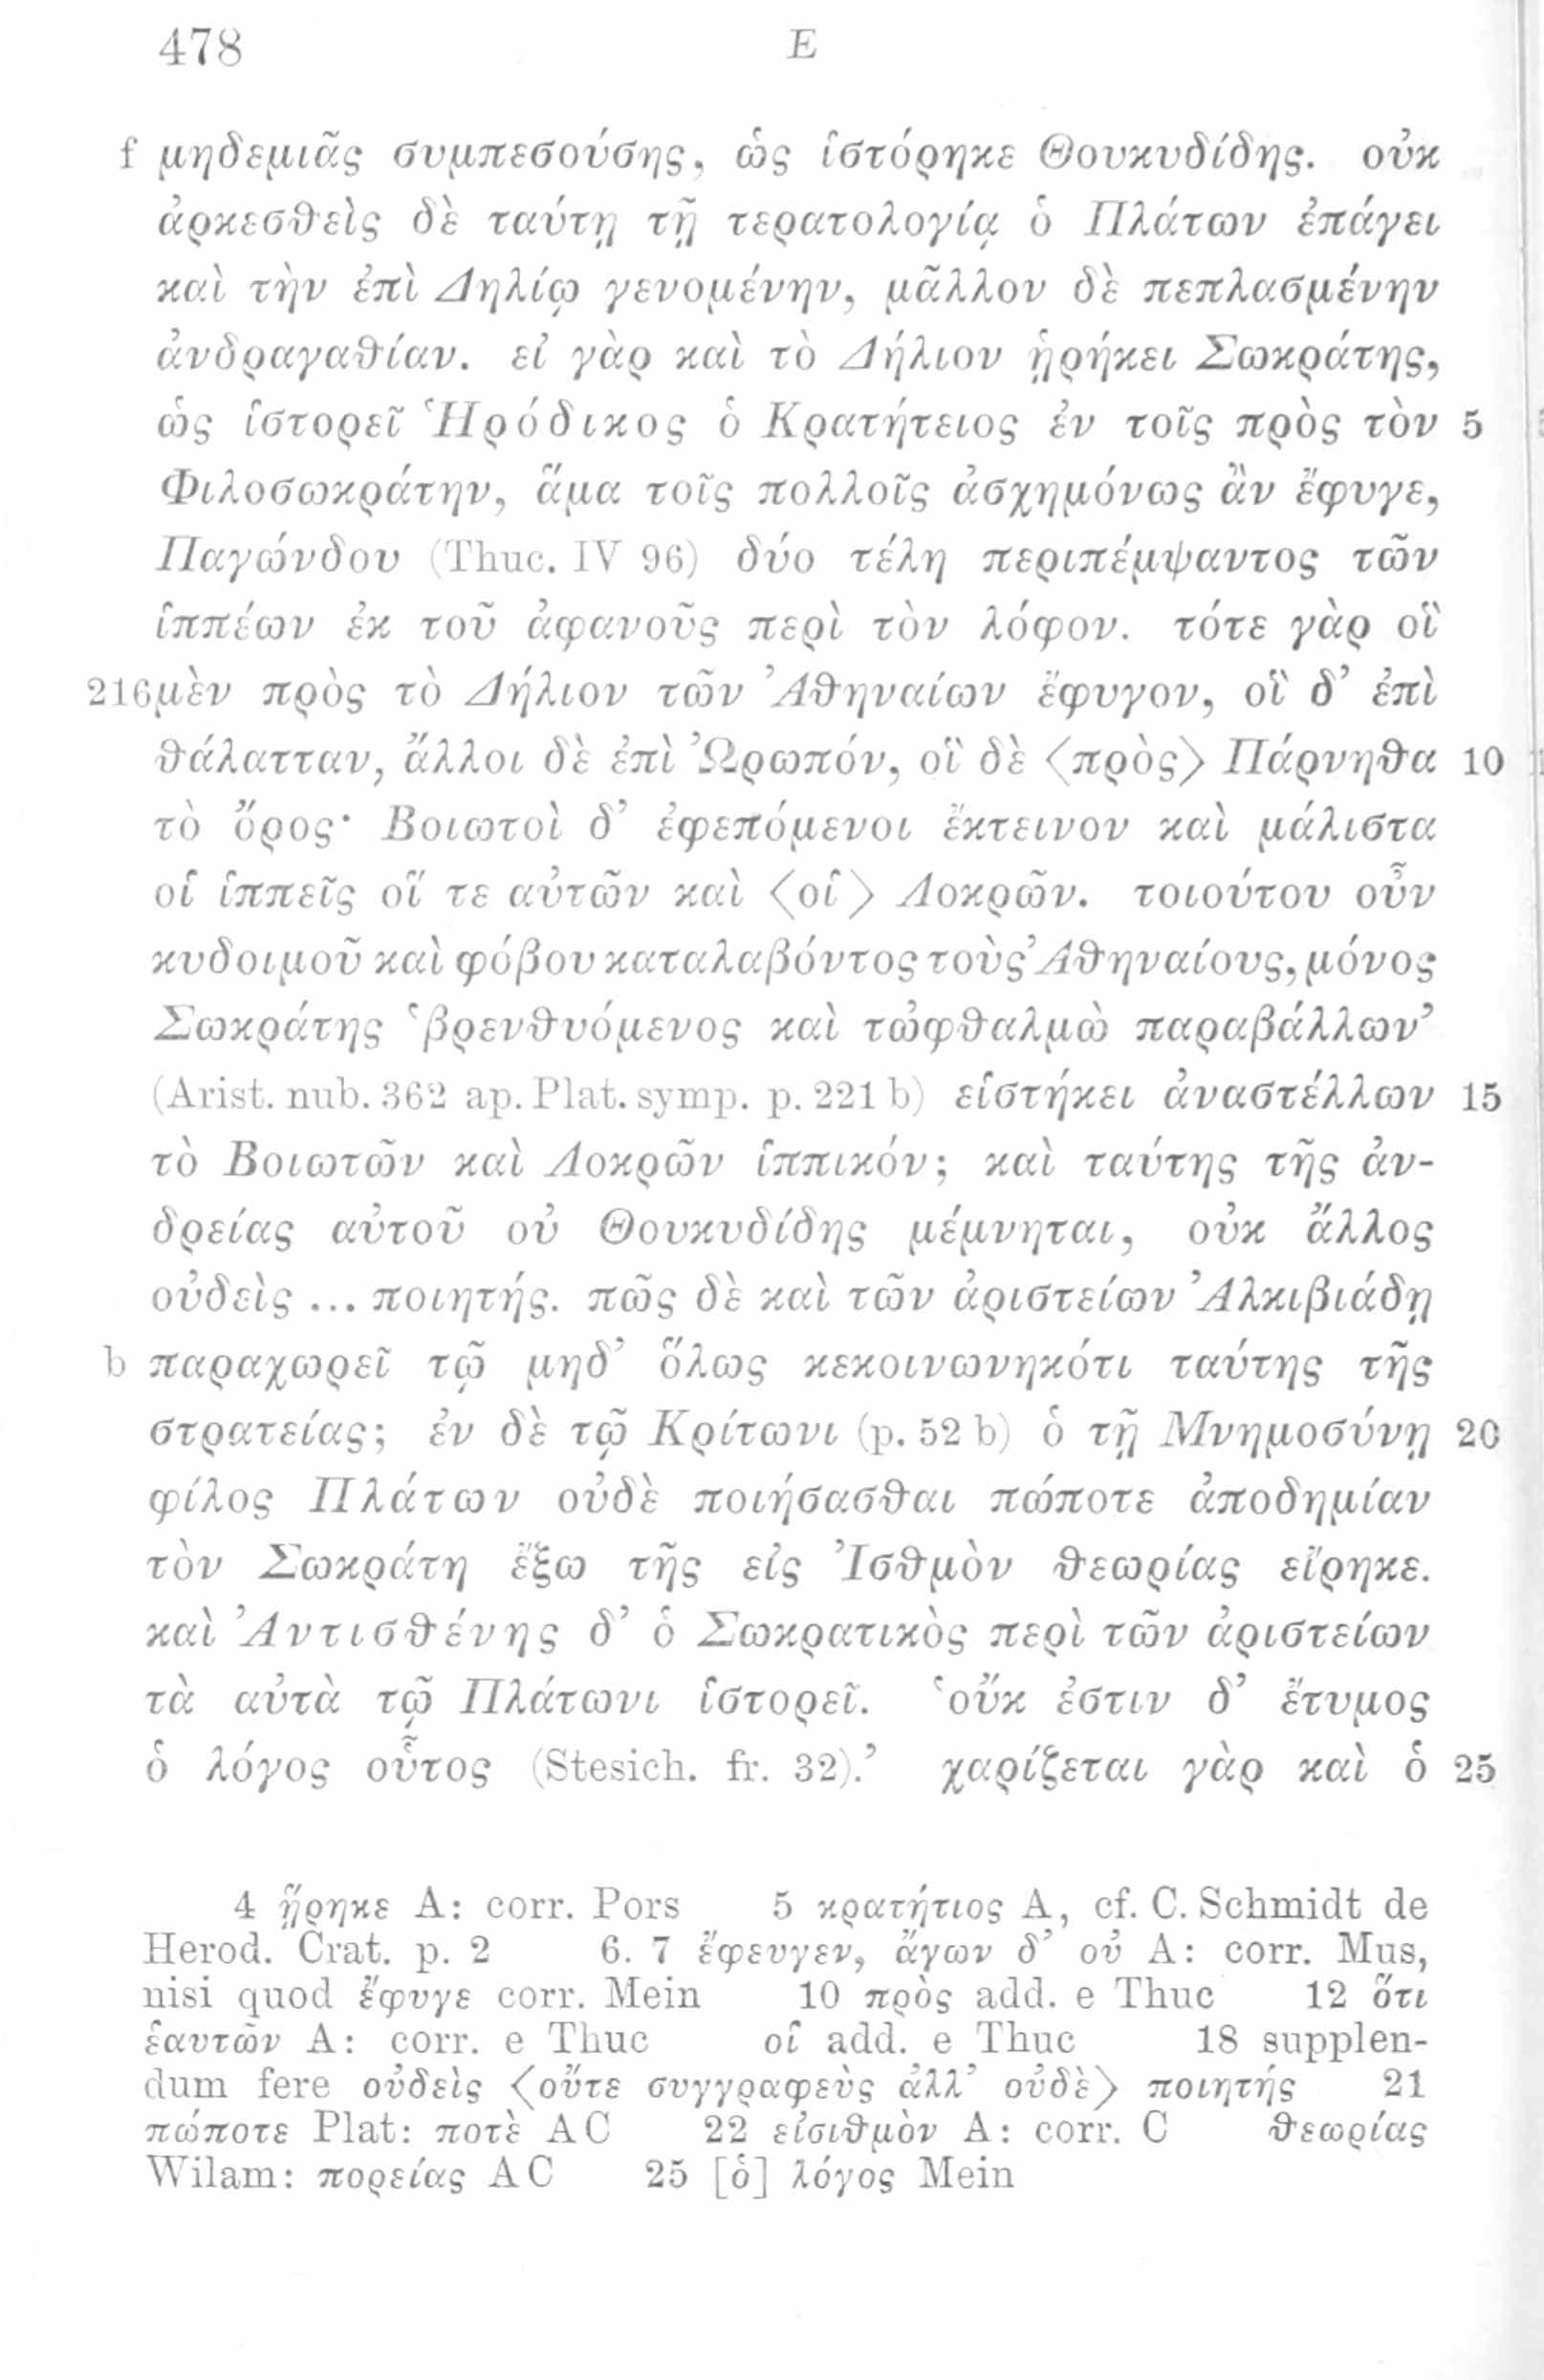 478 E
f μηδεμιᾶς συμπεσούσης, ὡς ἱστόρηκε Θουκυδίδης. οὐκ
ἀρκεσθεὶς δὲ ταύτῃ τῇ τερατολογίᾳ ὁ Πλάτων ἐπάγει
καὶ τὴν ἐπὶ Δηλίῳ γενομένην, μᾶλλον δὲ πεπλασμένην
ἀνδραγαθίαν. εἰ γὰρ καὶ τὸ Δήλιον ᾑρήκει Σωκράτης,
ὡς ἱστορεῖ Ἡρόδικος ὁ Κρατήτειος ἐν τοῖς πρὸς τὸν 5
Φιλοσωκράτην, ἅμα τοῖς πολλοῖς ἀσχημόνως ἂν ἔφυγε,
Παγώνδου (Thuc. IV 96) δύο τέλη περιπέμψαντος τῶν
ἱππέων ἐκ τοῦ ἀφανοῦς περὶ τὸν λόφον. τότε γὰρ οἳ
216 μὲν πρὸς τὸ Δήλιον τῶν Ἀθηναίων ἔφυγον, οἳ δ᾽ ἐπὶ
θάλατταν, ἄλλοι δὲ ἐπὶ Ὠρωπόν, οἳ δὲ <πρὸς> Πάρνηθα 10
τὸ ὄρος· Βοιωτοὶ δ᾽ ἐφεπόμενοι ἔκτεινον καὶ μάλιστα
οἱ ἱππεῖς οἵ τε αὐτῶν καὶ <οἱ> Λοκρῶν. τοιούτου οὖν
κυδοιμοῦ καὶ φόβου καταλαβόντος τοὺς Ἀθηναίους, μόνος
Σωκράτης ‘βρενθυόμενος καὶ τὠφθαλμὼ παραβάλλων’
(Arist. nub. 362 ap. Plat. symp. p. 221 b) εἱστήκει ἀναστέλλων 15
τὸ Βοιωτῶν καὶ Λοκρῶν ἱππικόν; καὶ ταύτης τῆς ἀν-
δρείας αὐτοῦ οὐ Θουκυδίδης μέμνηται, οὐκ ἄλλος
οὐδεὶς ... ποιητής. πῶς δὲ καὶ τῶν ἀριστείων Ἀλκιβιάδῃ
b παραχωρεῖ τῷ μηδ᾽ ὅλως κεκοινωνηκότι ταύτης τῆς
στρατείας; ἐν δὲ τῷ Κρίτωνι (p. 52 b) ὁ τῇ Μνημοσύνῃ 20
φίλος Πλάτων οὐδὲ ποιήσασθαι πώποτε ἀποδημίαν
τὸν Σωκράτη ἔξω τῆς εἰς Ἰσθμὸν θεωρίας εἴρηκε.
καὶ Ἀντισθένης δ᾽ ὁ Σωκρατικὸς περὶ τῶν ἀριστείων
τὰ αὐτὰ τῷ Πλάτωνι ἱστορεῖ. ‘οὔκ ἐστιν δ᾽ ἔτυμος
ὁ λόγος οὗτος (Stesich. fr. 32).’ χαρίζεται γὰρ καὶ ὁ 25
4 ᾕρηκε A: corr. Pors 5 κρατήτιος A, cf. C. Schmidt de
Herod. Crat. p. 2 6. 7 ἔφευγεν, ἄγων δ᾽ οὐ A: corr. Mus,
nisi quod ἔφυγε corr. Mein 10 πρὸς add. e Thuc 12 ὅτι
ἑαυτῶν A: corr. e Thuc οἱ add. e Thuc 18 supplen-
dum fere οὐδεὶς <οὔτε συγγραφεὺς ἀλλ᾽ οὐδὲ> ποιητής 21
πώποτε Plat: ποτὲ AC 22 εἰσιθμὸν A: corr. C θεωρίας
Wilam: πορείας AC 25 [ὁ] λόγος Mein